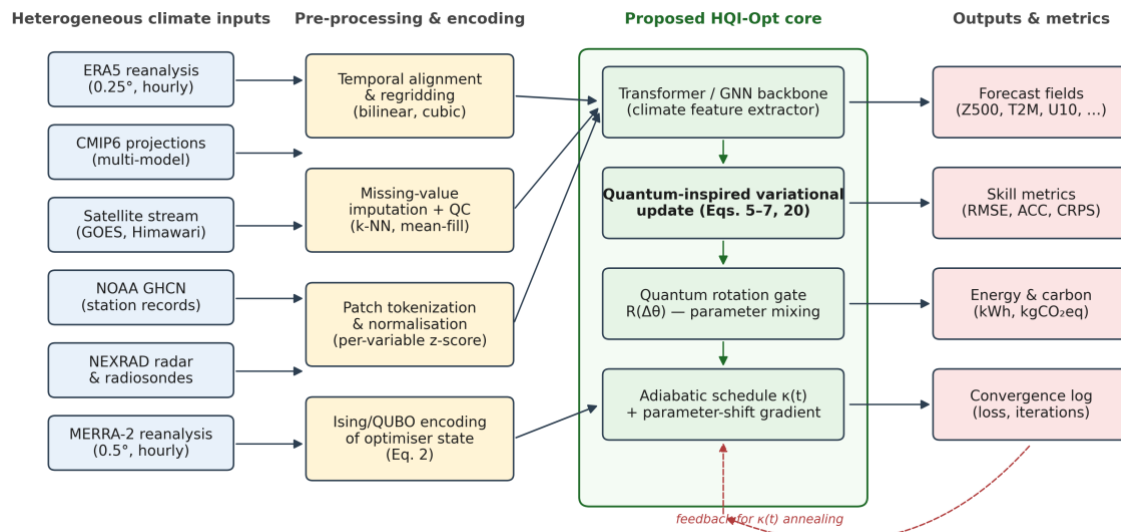 Heterogeneous climate inputs
Pre-processing & encoding
Proposed HQI-Opt core
Outputs & metrics
ERA5 reanalysis
(0.25°, hourly)
CMIP6 projections
(multi-model)
Satellite stream
(GOES, Himawari)
NOAA GHCN
(station records)
NEXRAD radar
& radiosondes
MERRA-2 reanalysis
(0.5°, hourly)
Temporal alignment
& regridding
(bilinear, cubic)
Missing-value
imputation + QC
(k-NN, mean-fill)
Patch tokenization
& normalisation
(per-variable z-score)
Ising/QUBO encoding
of optimiser state
(Eq. 2)
Transformer / GNN backbone
(climate feature extractor)
Quantum-inspired variational
update (Eqs. 5–7, 20)
Quantum rotation gate
R(Δθ) — parameter mixing
Adiabatic schedule κ(t)
+ parameter-shift gradient
feedback for κ(t) annealing
Forecast fields
(Z500, T2M, U10, ...)
Skill metrics
(RMSE, ACC, CRPS)
Energy & carbon
(kWh, kgCO₂eq)
Convergence log
(loss, iterations)